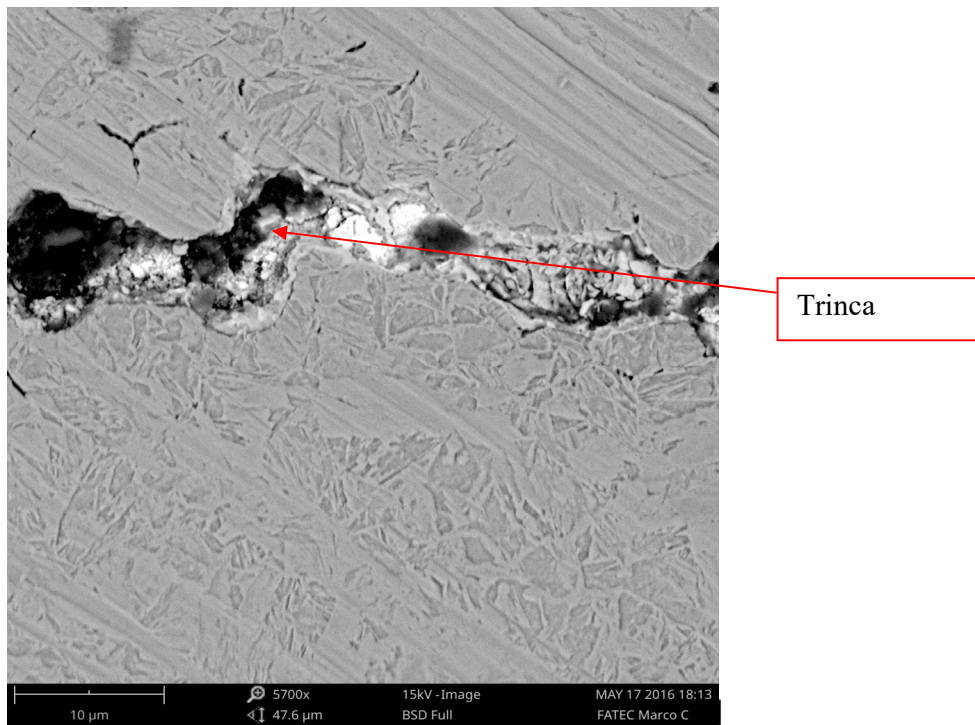 Trinca
5700x 15kV -Image MAY 17 2016 18:13
10 µm 47.6 µm BSD Full FATEC Marco C